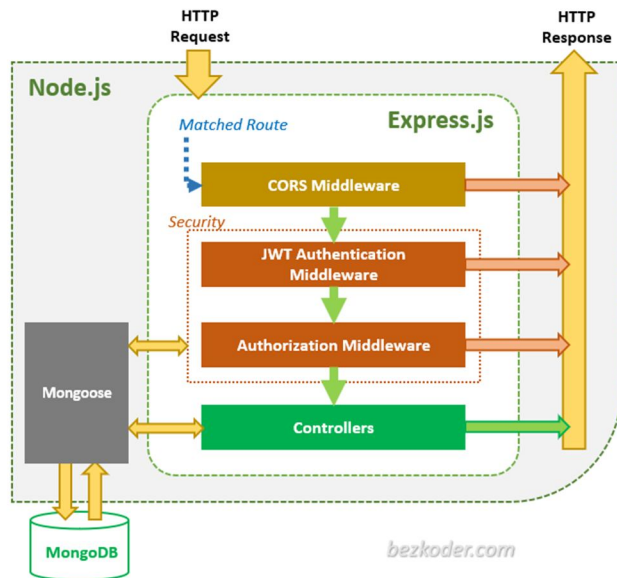 HTTP
Request
HTTP
Response
Node.js
Express.js
Matched Route
CORS Middleware
Security
JWT Authentication
Middleware
Authorization Middleware
Mongoose
Controllers
MongoDB
bezkoder.com